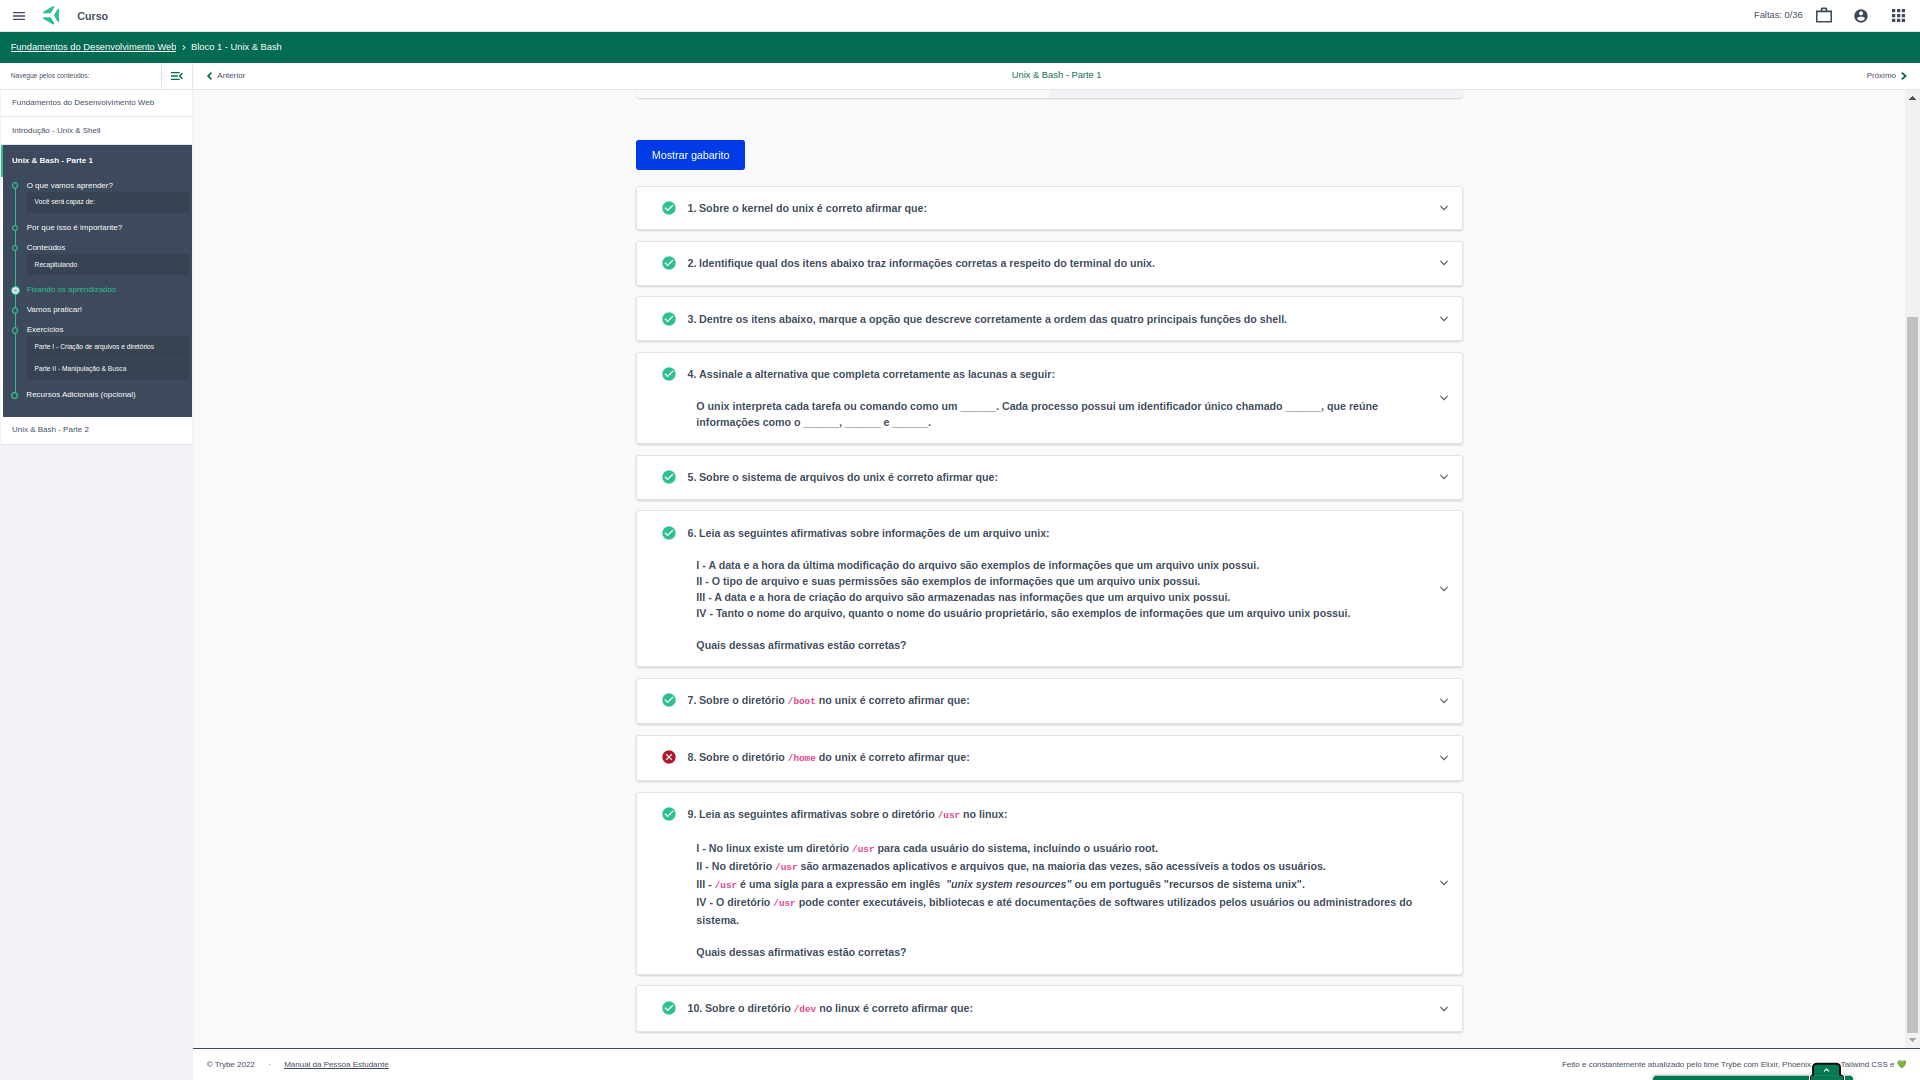 Curso
Faltas: 0/36
Fundamentos do Desenvolvimento Web
Bloco 1 - Unix & Bash
Navegue pelos conteúdos:
Anterior
Unix & Bash - Parte 1
Próximo
Fundamentos do Desenvolvimento Web
Introdução - Unix & Shell
Unix & Bash - Parte 1
O que vamos aprender?
Você será capaz de:
Por que isso é importante?
Conteúdos
Recapitulando
Fixando os aprendizados
Vamos praticar!
Exercícios
Parte I - Criação de arquivos e diretórios
Parte II - Manipulação & Busca
Recursos Adicionais (opcional)
Unix & Bash - Parte 2
Mostrar gabarito
1. Sobre o kernel do unix é correto afirmar que:
2. Identifique qual dos itens abaixo traz informações corretas a respeito do terminal do unix.
3. Dentre os itens abaixo, marque a opção que descreve corretamente a ordem das quatro principais funções do shell.
4. Assinale a alternativa que completa corretamente as lacunas a seguir:
O unix interpreta cada tarefa ou comando como um ______. Cada processo possui um identificador único chamado ______, que reúne
informações como o ______, ______ e ______.
5. Sobre o sistema de arquivos do unix é correto afirmar que:
6. Leia as seguintes afirmativas sobre informações de um arquivo unix:
I - A data e a hora da última modificação do arquivo são exemplos de informações que um arquivo unix possui.
II - O tipo de arquivo e suas permissões são exemplos de informações que um arquivo unix possui.
III - A data e a hora de criação do arquivo são armazenadas nas informações que um arquivo unix possui.
IV - Tanto o nome do arquivo, quanto o nome do usuário proprietário, são exemplos de informações que um arquivo unix possui.
Quais dessas afirmativas estão corretas?
7. Sobre o diretório /boot no unix é correto afirmar que:
8. Sobre o diretório /home do unix é correto afirmar que:
9. Leia as seguintes afirmativas sobre o diretório /usr no linux:
I - No linux existe um diretório /usr para cada usuário do sistema, incluindo o usuário root.
II - No diretório /usr são armazenados aplicativos e arquivos que, na maioria das vezes, são acessíveis a todos os usuários.
III - /usr é uma sigla para a expressão em inglês "unix system resources" ou em português "recursos de sistema unix".
IV - O diretório /usr pode conter executáveis, bibliotecas e até documentações de softwares utilizados pelos usuários ou administradores do
sistema.
Quais dessas afirmativas estão corretas?
10. Sobre o diretório /dev no linux é correto afirmar que:
© Trybe 2022 · Manual da Pessoa Estudante
Feito e constantemente atualizado pelo time Trybe com Elixir, Phoenix Tailwind CSS e 💚